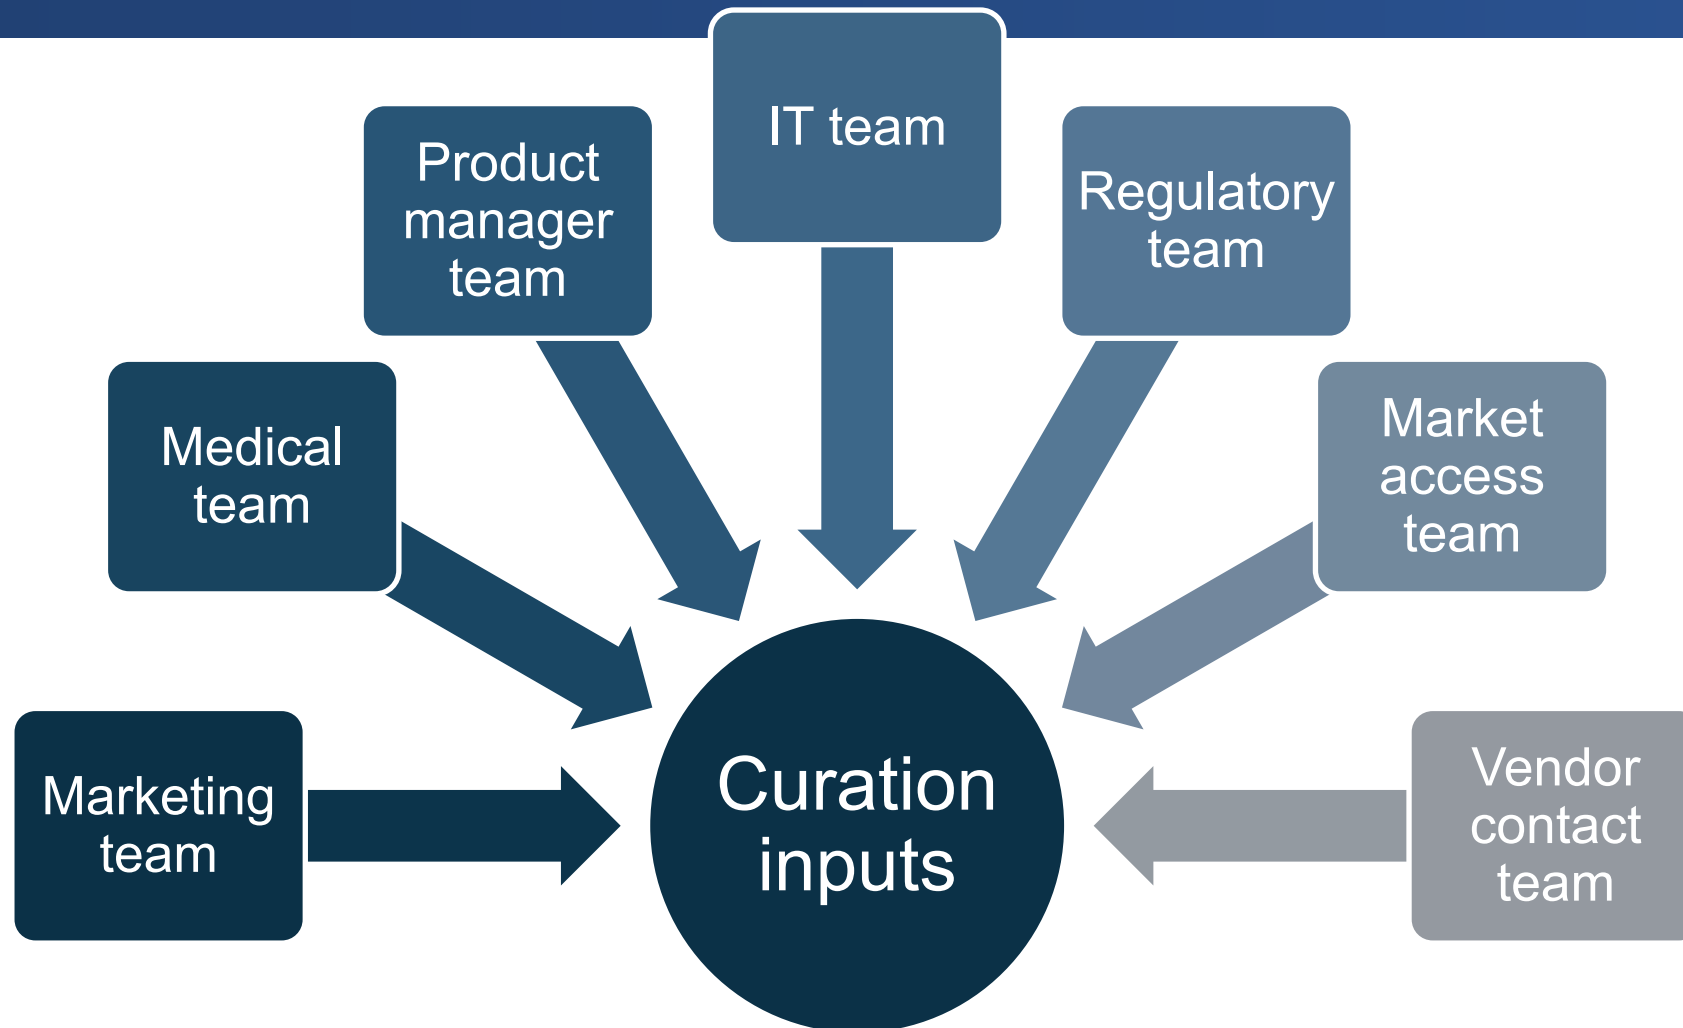 IT team
Product
manager
team
Regulatory
team
Medical
team
Market
access
team
Marketing
team
Curation
inputs
Vendor
contact
team